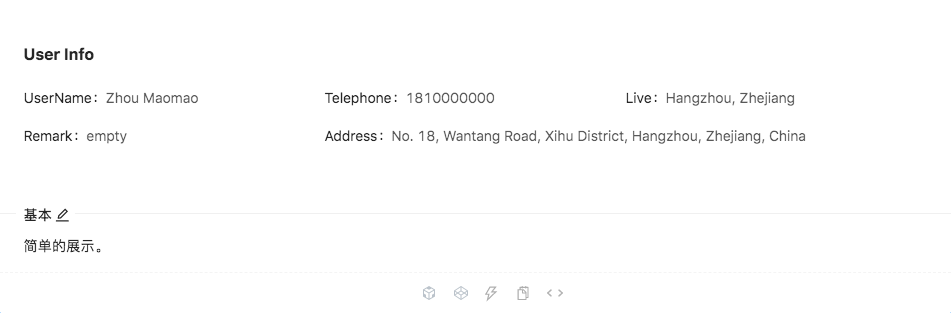 User Info
UserName： Zhou Maomao Telephone： 1810000000 Live： Hangzhou, Zhejiang
Remark： empty Address： No. 18, Wantang Road, Xihu District, Hangzhou, Zhejiang, China
基本
简单的展示。